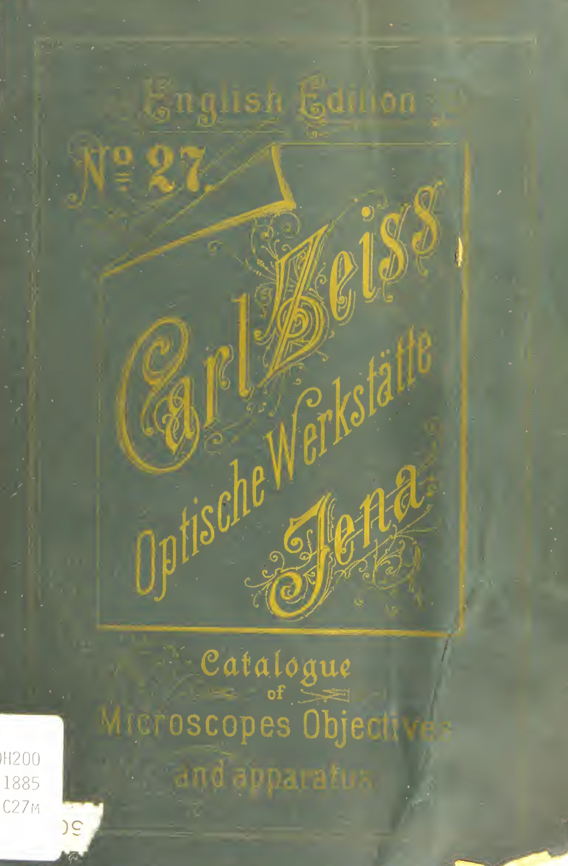 English Edition
Nº 27.
Carl Zeiss
Optische Werkstätte
Jena
Catalogue
of
Microscopes Objectives
and apparatus.
H200
1885
C27M